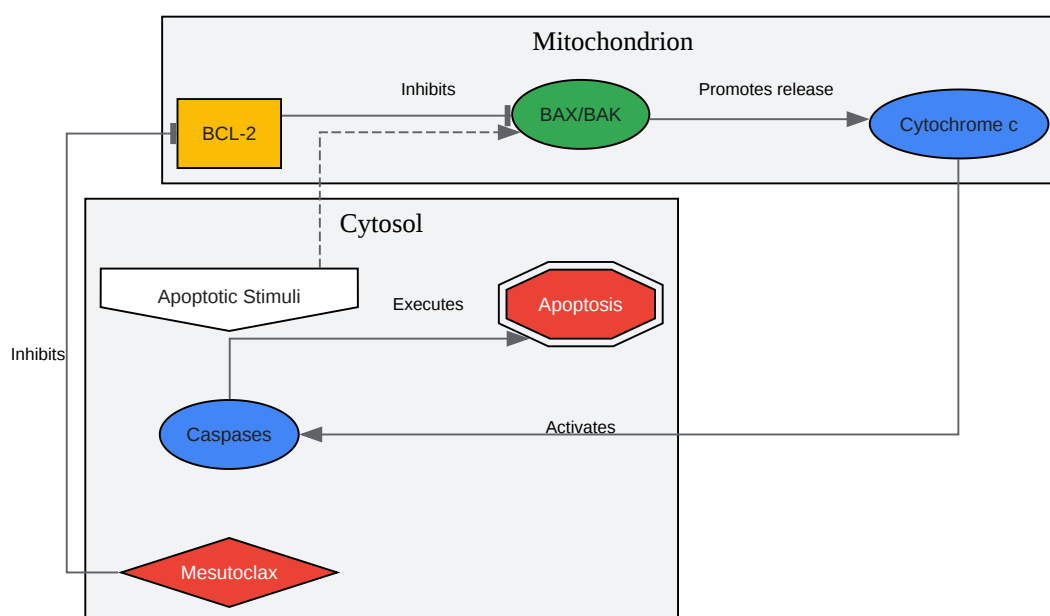 Mitochondrion
Inhibits
Promotes release
BCL-2
BAX/BAK
Cytochrome c
Cytosol
Apoptotic Stimuli
Executes
Apoptosis
Inhibits
Caspases
Activates
Mesutoclax